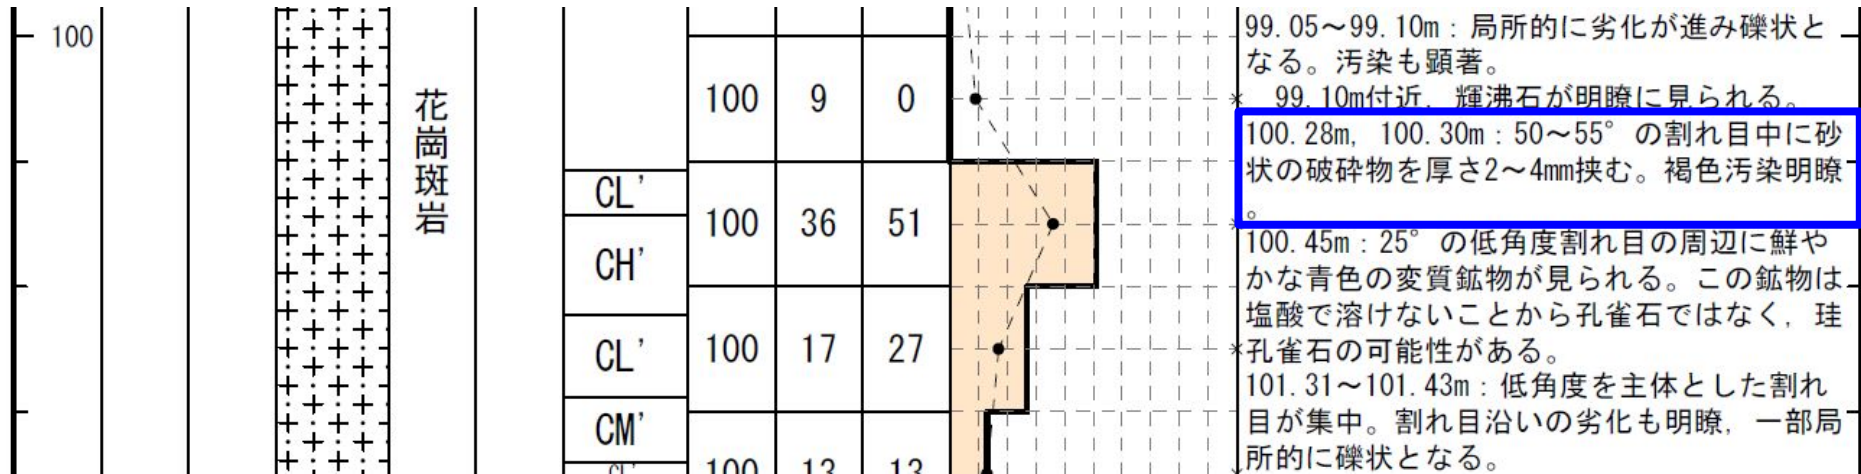 100
花崗斑岩
CL'
CH'
CL'
CM'
CL'
100 9 0
100 36 51
100 17 27
100 13 13
99.05～99.10m：局所的に劣化が進み礫状と
なる。汚染も顕著。
99.10m付近，輝沸石が明瞭に見られる。
100.28m，100.30m：50～55°の割れ目中に砂
状の破砕物を厚さ2～4mm挟む。褐色汚染明瞭
。
100.45m：25°の低角度割れ目の周辺に鮮や
かな青色の変質鉱物が見られる。この鉱物は
塩酸で溶けないことから孔雀石ではなく，珪
孔雀石の可能性がある。
101.31～101.43m：低角度を主体とした割れ
目が集中。割れ目沿いの劣化も明瞭，一部局
所的に礫状となる。